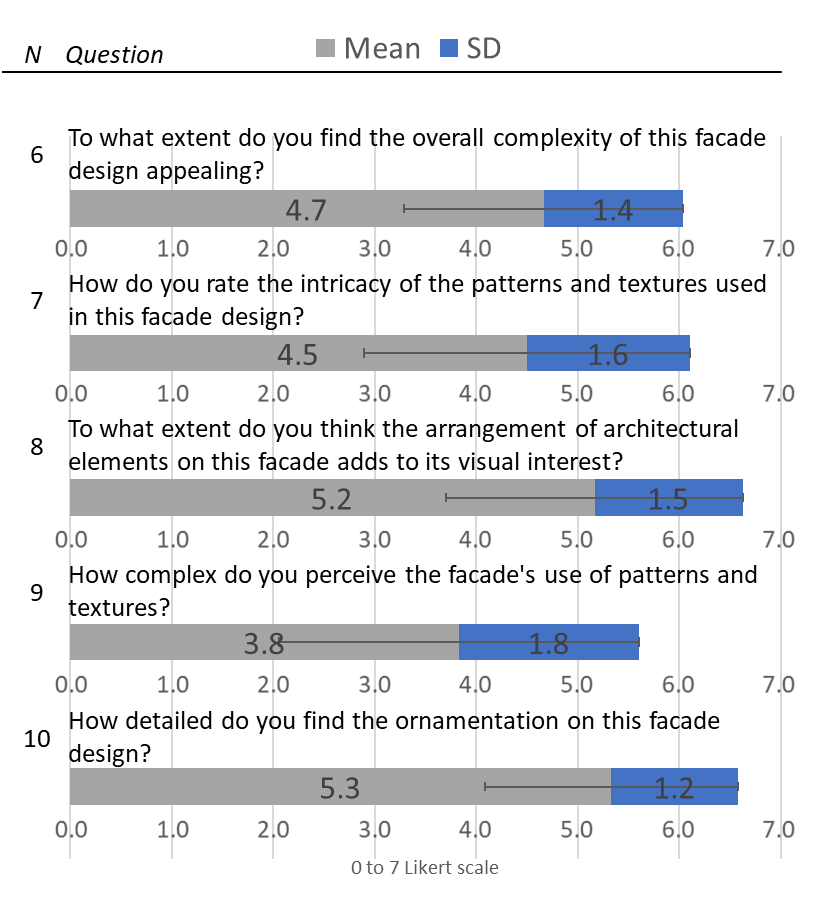 N Question Mean SD
6 To what extent do you find the overall complexity of this facade
design appealing?
4.7 1.4
0.0 1.0 2.0 3.0 4.0 5.0 6.0 7.0
7 How do you rate the intricacy of the patterns and textures used
in this facade design?
4.5 1.6
0.0 1.0 2.0 3.0 4.0 5.0 6.0 7.0
8 To what extent do you think the arrangement of architectural
elements on this facade adds to its visual interest?
5.2 1.5
0.0 1.0 2.0 3.0 4.0 5.0 6.0 7.0
9 How complex do you perceive the facade's use of patterns and
textures?
3.8 1.8
0.0 1.0 2.0 3.0 4.0 5.0 6.0 7.0
10 How detailed do you find the ornamentation on this facade
design?
5.3 1.2
0.0 1.0 2.0 3.0 4.0 5.0 6.0 7.0
0 to 7 Likert scale